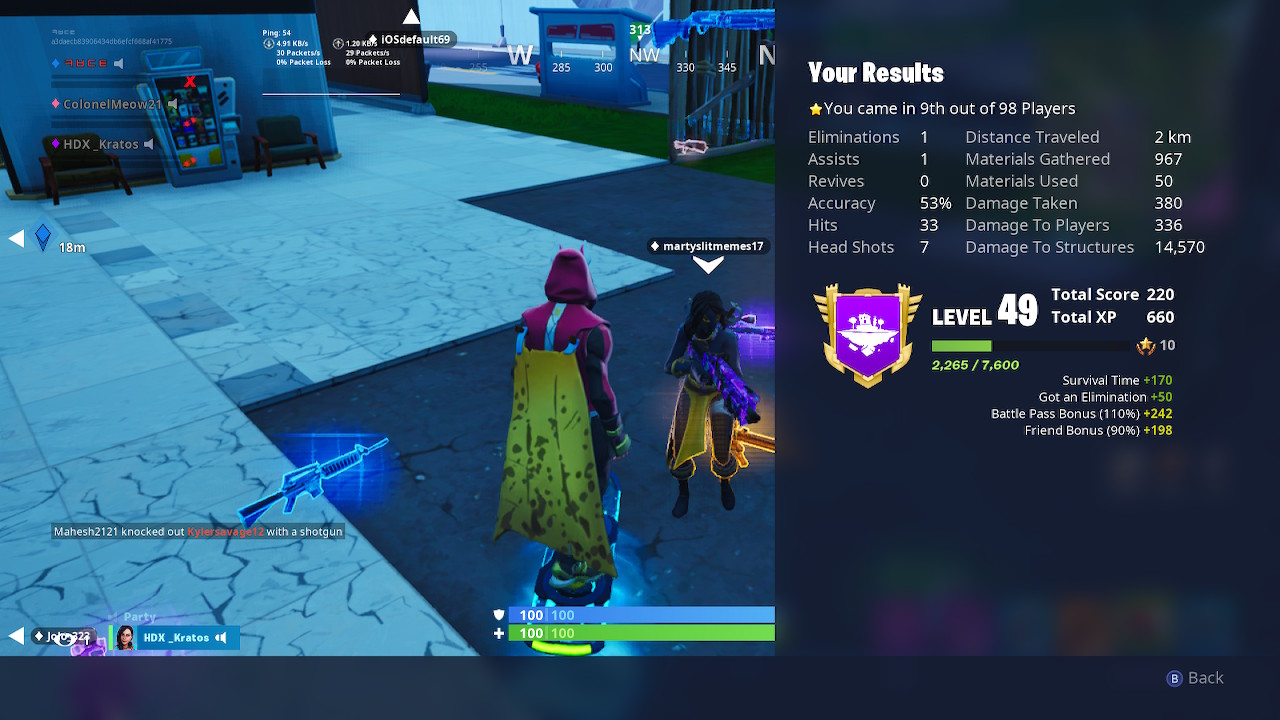 Ping: 54
4.91 KB/s 1.20 KB/s
30 Packets/s 29 Packets/s
0% Packet Loss 0% Packet Loss
iOSdefault69
ColonelMeow21
HDX _Kratos
18m
313
255 W 285 300 NW 330 345 N
martyslitmemes17
Mahesh2121 knocked out Kylersavage12 with a shotgun
Party
HDX _Kratos
100 100
100 100
Your Results
You came in 9th out of 98 Players
Eliminations 1 Distance Traveled 2 km
Assists 1 Materials Gathered 967
Revives 0 Materials Used 50
Accuracy 53% Damage Taken 380
Hits 33 Damage To Players 336
Head Shots 7 Damage To Structures 14,570
LEVEL 49
Total Score 220
Total XP 660
10
2,265 / 7,600
Survival Time +170
Got an Elimination +50
Battle Pass Bonus (110%) +242
Friend Bonus (90%) +198
B Back